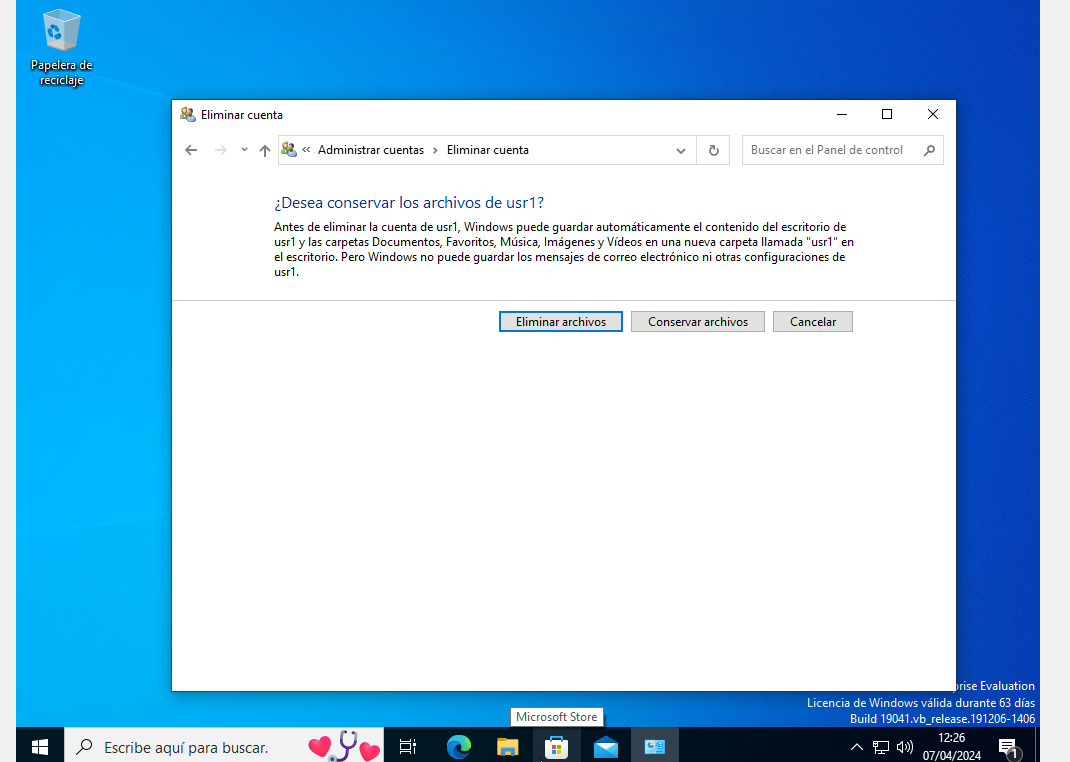 Papelera de
reciclaje
Eliminar cuenta
« Administrar cuentas › Eliminar cuenta
Buscar en el Panel de control
¿Desea conservar los archivos de usr1?
Antes de eliminar la cuenta de usr1, Windows puede guardar automáticamente el contenido del escritorio de
usr1 y las carpetas Documentos, Favoritos, Música, Imágenes y Vídeos en una nueva carpeta llamada "usr1" en
el escritorio. Pero Windows no puede guardar los mensajes de correo electrónico ni otras configuraciones de
usr1.
Eliminar archivos
Conservar archivos
Cancelar
Evaluation
Licencia de Windows válida durante 63 días
Build 19041.vb_release.191206-1406
Microsoft Store
Escribe aquí para buscar.
12:26
07/04/2024
1